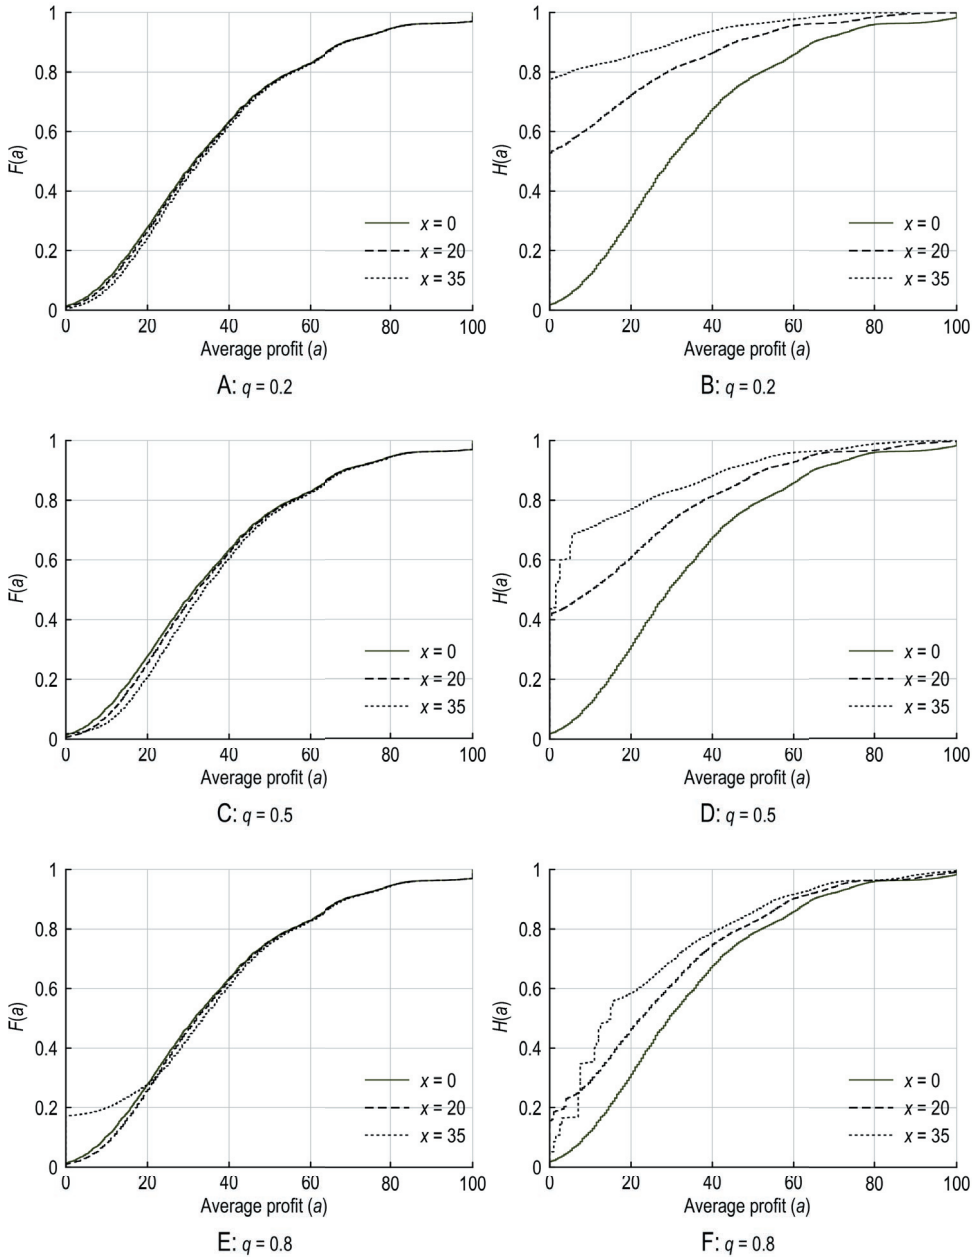 F(a)
1
0.8
0.6
0.4
0.2
0
x = 0
x = 20
x = 35
0 20 40 60 80 100
Average profit (a)
A: q = 0.2
H(a)
1
0.8
0.6
0.4
0.2
0
x = 0
x = 20
x = 35
0 20 40 60 80 100
Average profit (a)
B: q = 0.2
F(a)
1
0.8
0.6
0.4
0.2
0
x = 0
x = 20
x = 35
0 20 40 60 80 100
Average profit (a)
C: q = 0.5
H(a)
1
0.8
0.6
0.4
0.2
0
x = 0
x = 20
x = 35
0 20 40 60 80 100
Average profit (a)
D: q = 0.5
F(a)
1
0.8
0.6
0.4
0.2
0
x = 0
x = 20
x = 35
0 20 40 60 80 100
Average profit (a)
E: q = 0.8
H(a)
1
0.8
0.6
0.4
0.2
0
x = 0
x = 20
x = 35
0 20 40 60 80 100
Average profit (a)
F: q = 0.8